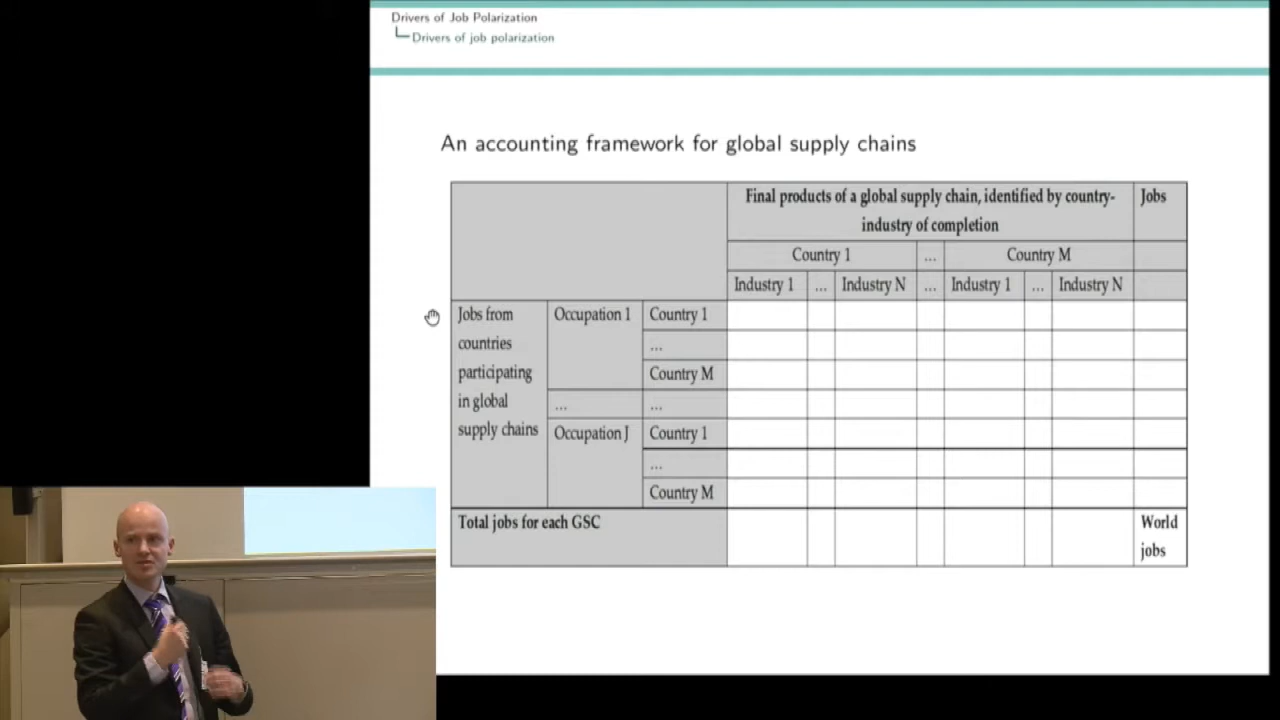 Drivers of Job Polarization
Drivers of job polarization
An accounting framework for global supply chains
Final products of a global supply chain, identified by country-
industry of completion
Jobs
Country 1
...
Country M
Industry 1
...
Industry N
...
Industry 1
...
Industry N
Jobs from
countries
participating
in global
supply chains
Occupation 1
Country 1
...
Country M
...
...
Occupation J
Country 1
...
Country M
Total jobs for each GSC
World
jobs